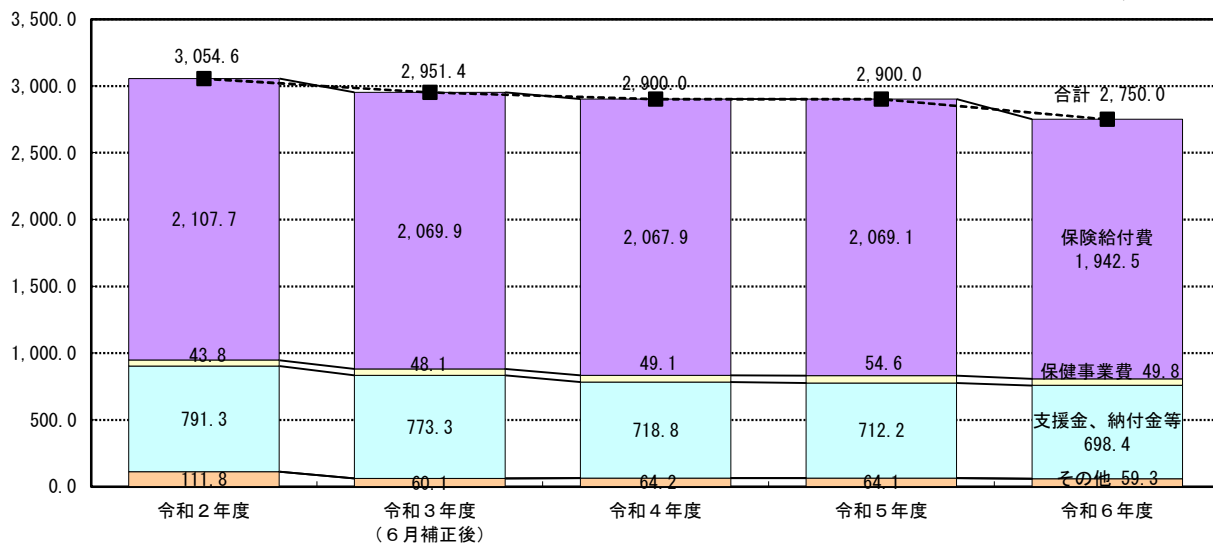 3,500.0
3,000.0
2,500.0
2,000.0
1,500.0
1,000.0
500.0
0.0
3,054.6
2,951.4
2,900.0
2,900.0
合計 2,750.0
2,107.7
2,069.9
2,067.9
2,069.1
保険給付費
1,942.5
43.8
48.1
49.1
54.6
保健事業費 49.8
791.3
773.3
718.8
712.2
支援金、納付金等
698.4
111.8
60.1
64.2
64.1
その他 59.3
令和2年度
令和3年度
(6月補正後)
令和4年度
令和5年度
令和6年度